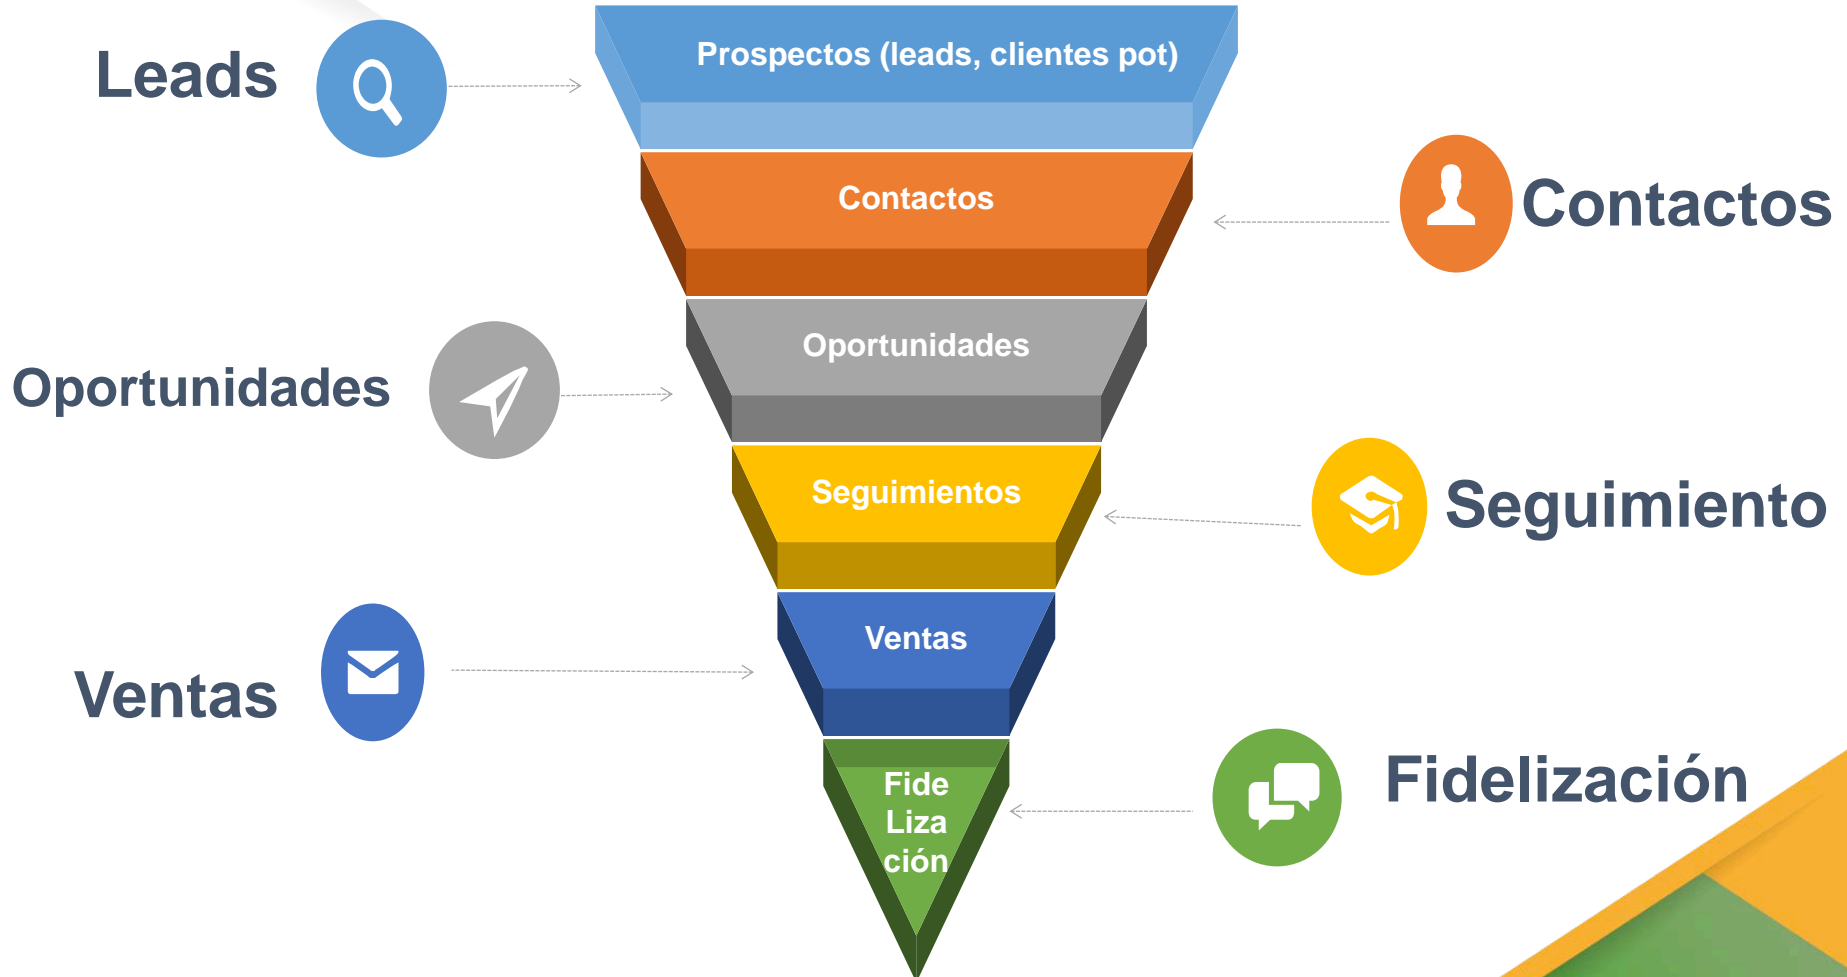 Leads
Prospectos (leads, clientes pot)
Contactos
Contactos
Oportunidades
Oportunidades
Seguimientos
Seguimiento
Ventas
Ventas
Fide
Liza
ción
Fidelización